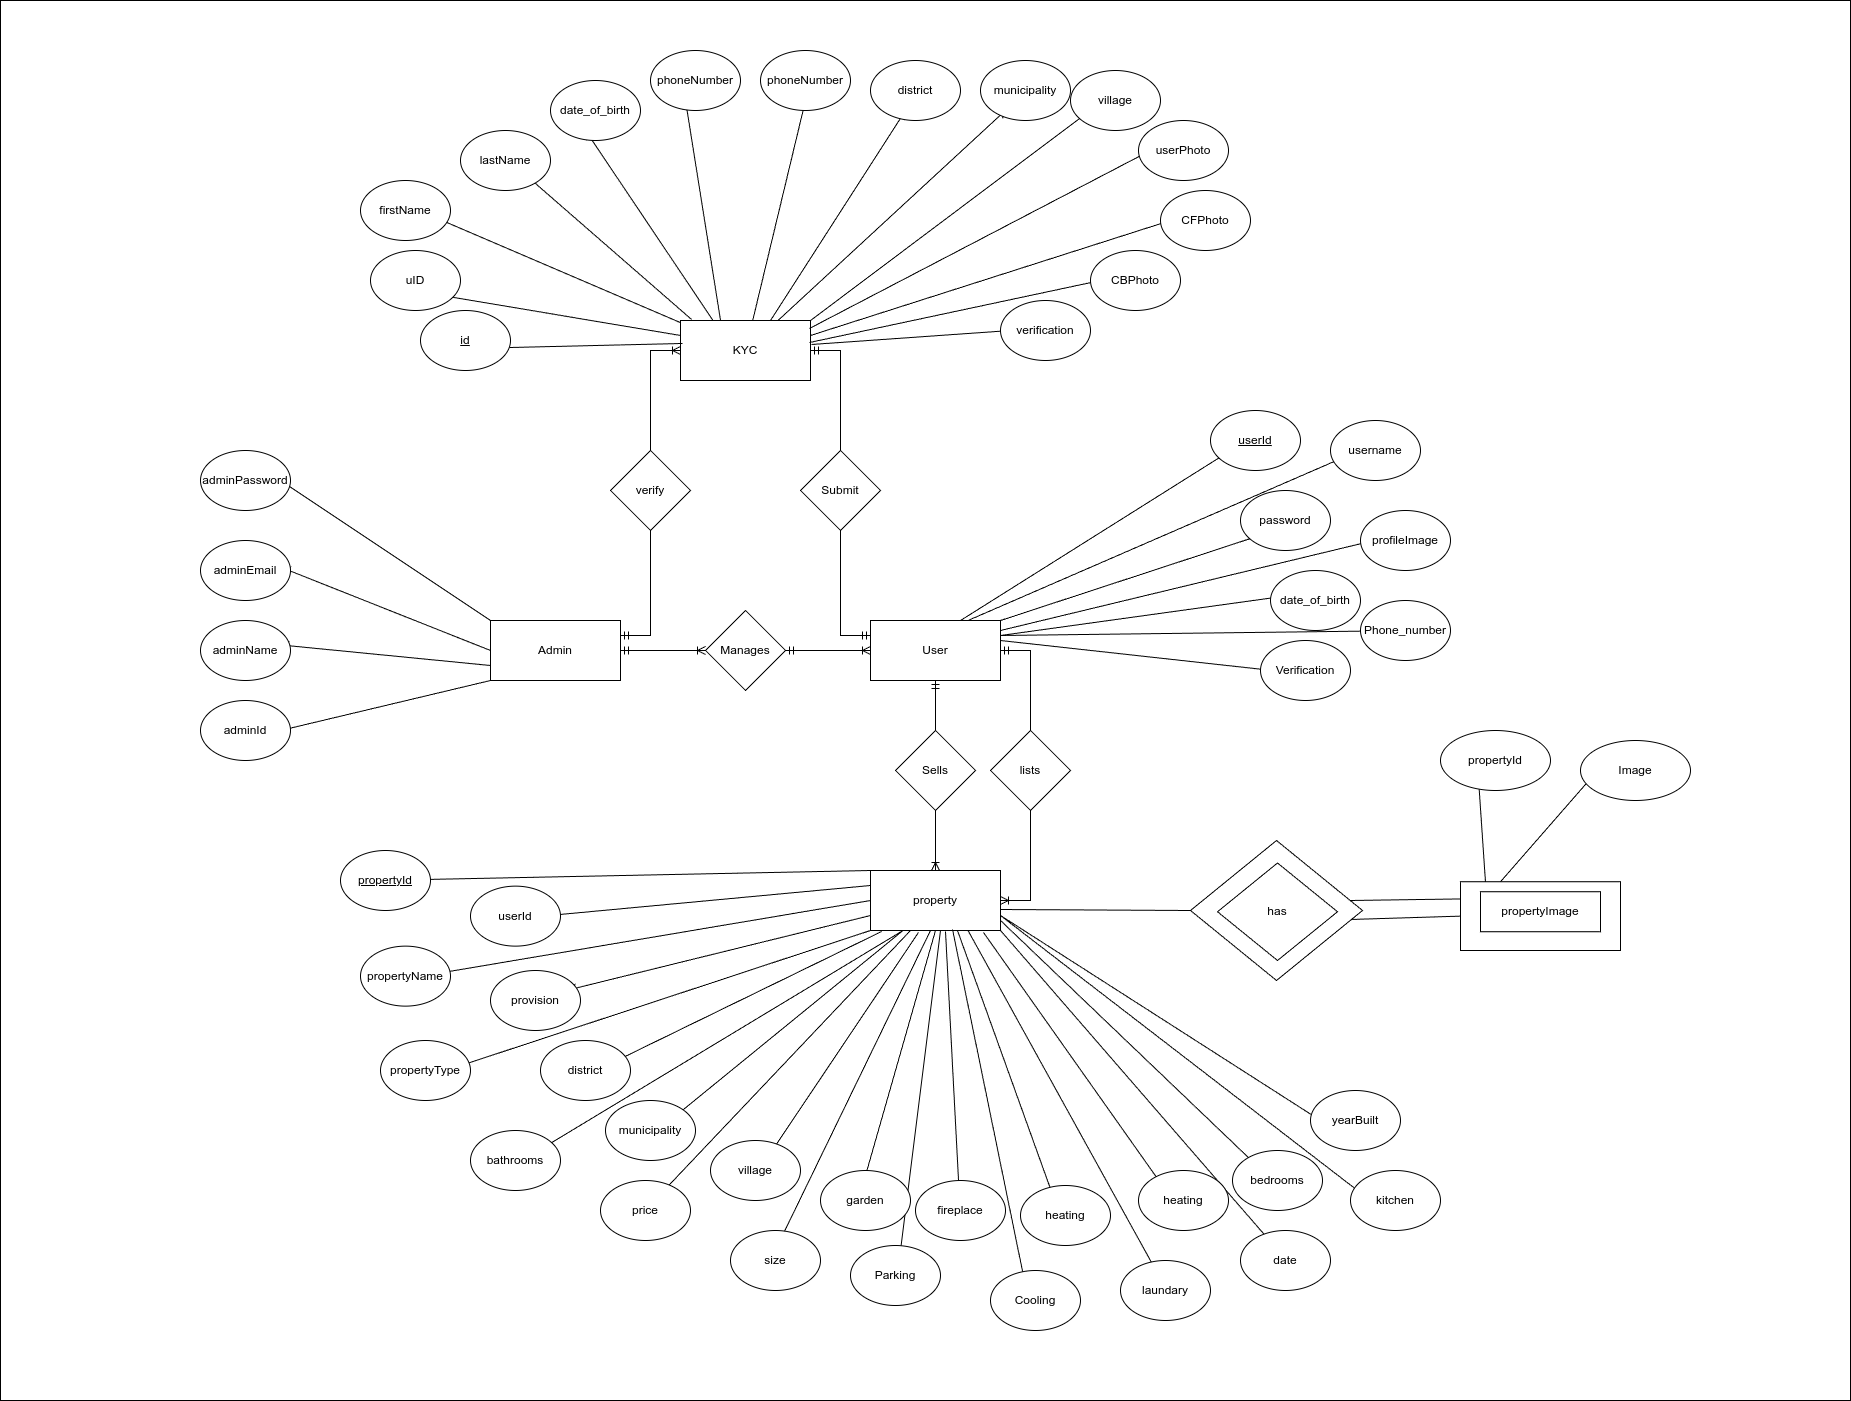 phoneNumber
phoneNumber
district
municipality
village
date_of_birth
userPhoto
lastName
firstName
CFPhoto
uID
CBPhoto
id
verification
KYC
userId
username
adminPassword
verify
Submit
password
profileImage
adminEmail
date_of_birth
Phone_number
adminName
Admin
Manages
User
Verification
adminId
Sells
lists
propertyId
Image
propertyId
userId
property
has
propertyImage
propertyName
provision
propertyType
district
municipality
yearBuilt
bathrooms
village
bedrooms
price
garden
fireplace
heating
heating
kitchen
size
Parking
Cooling
laundary
date